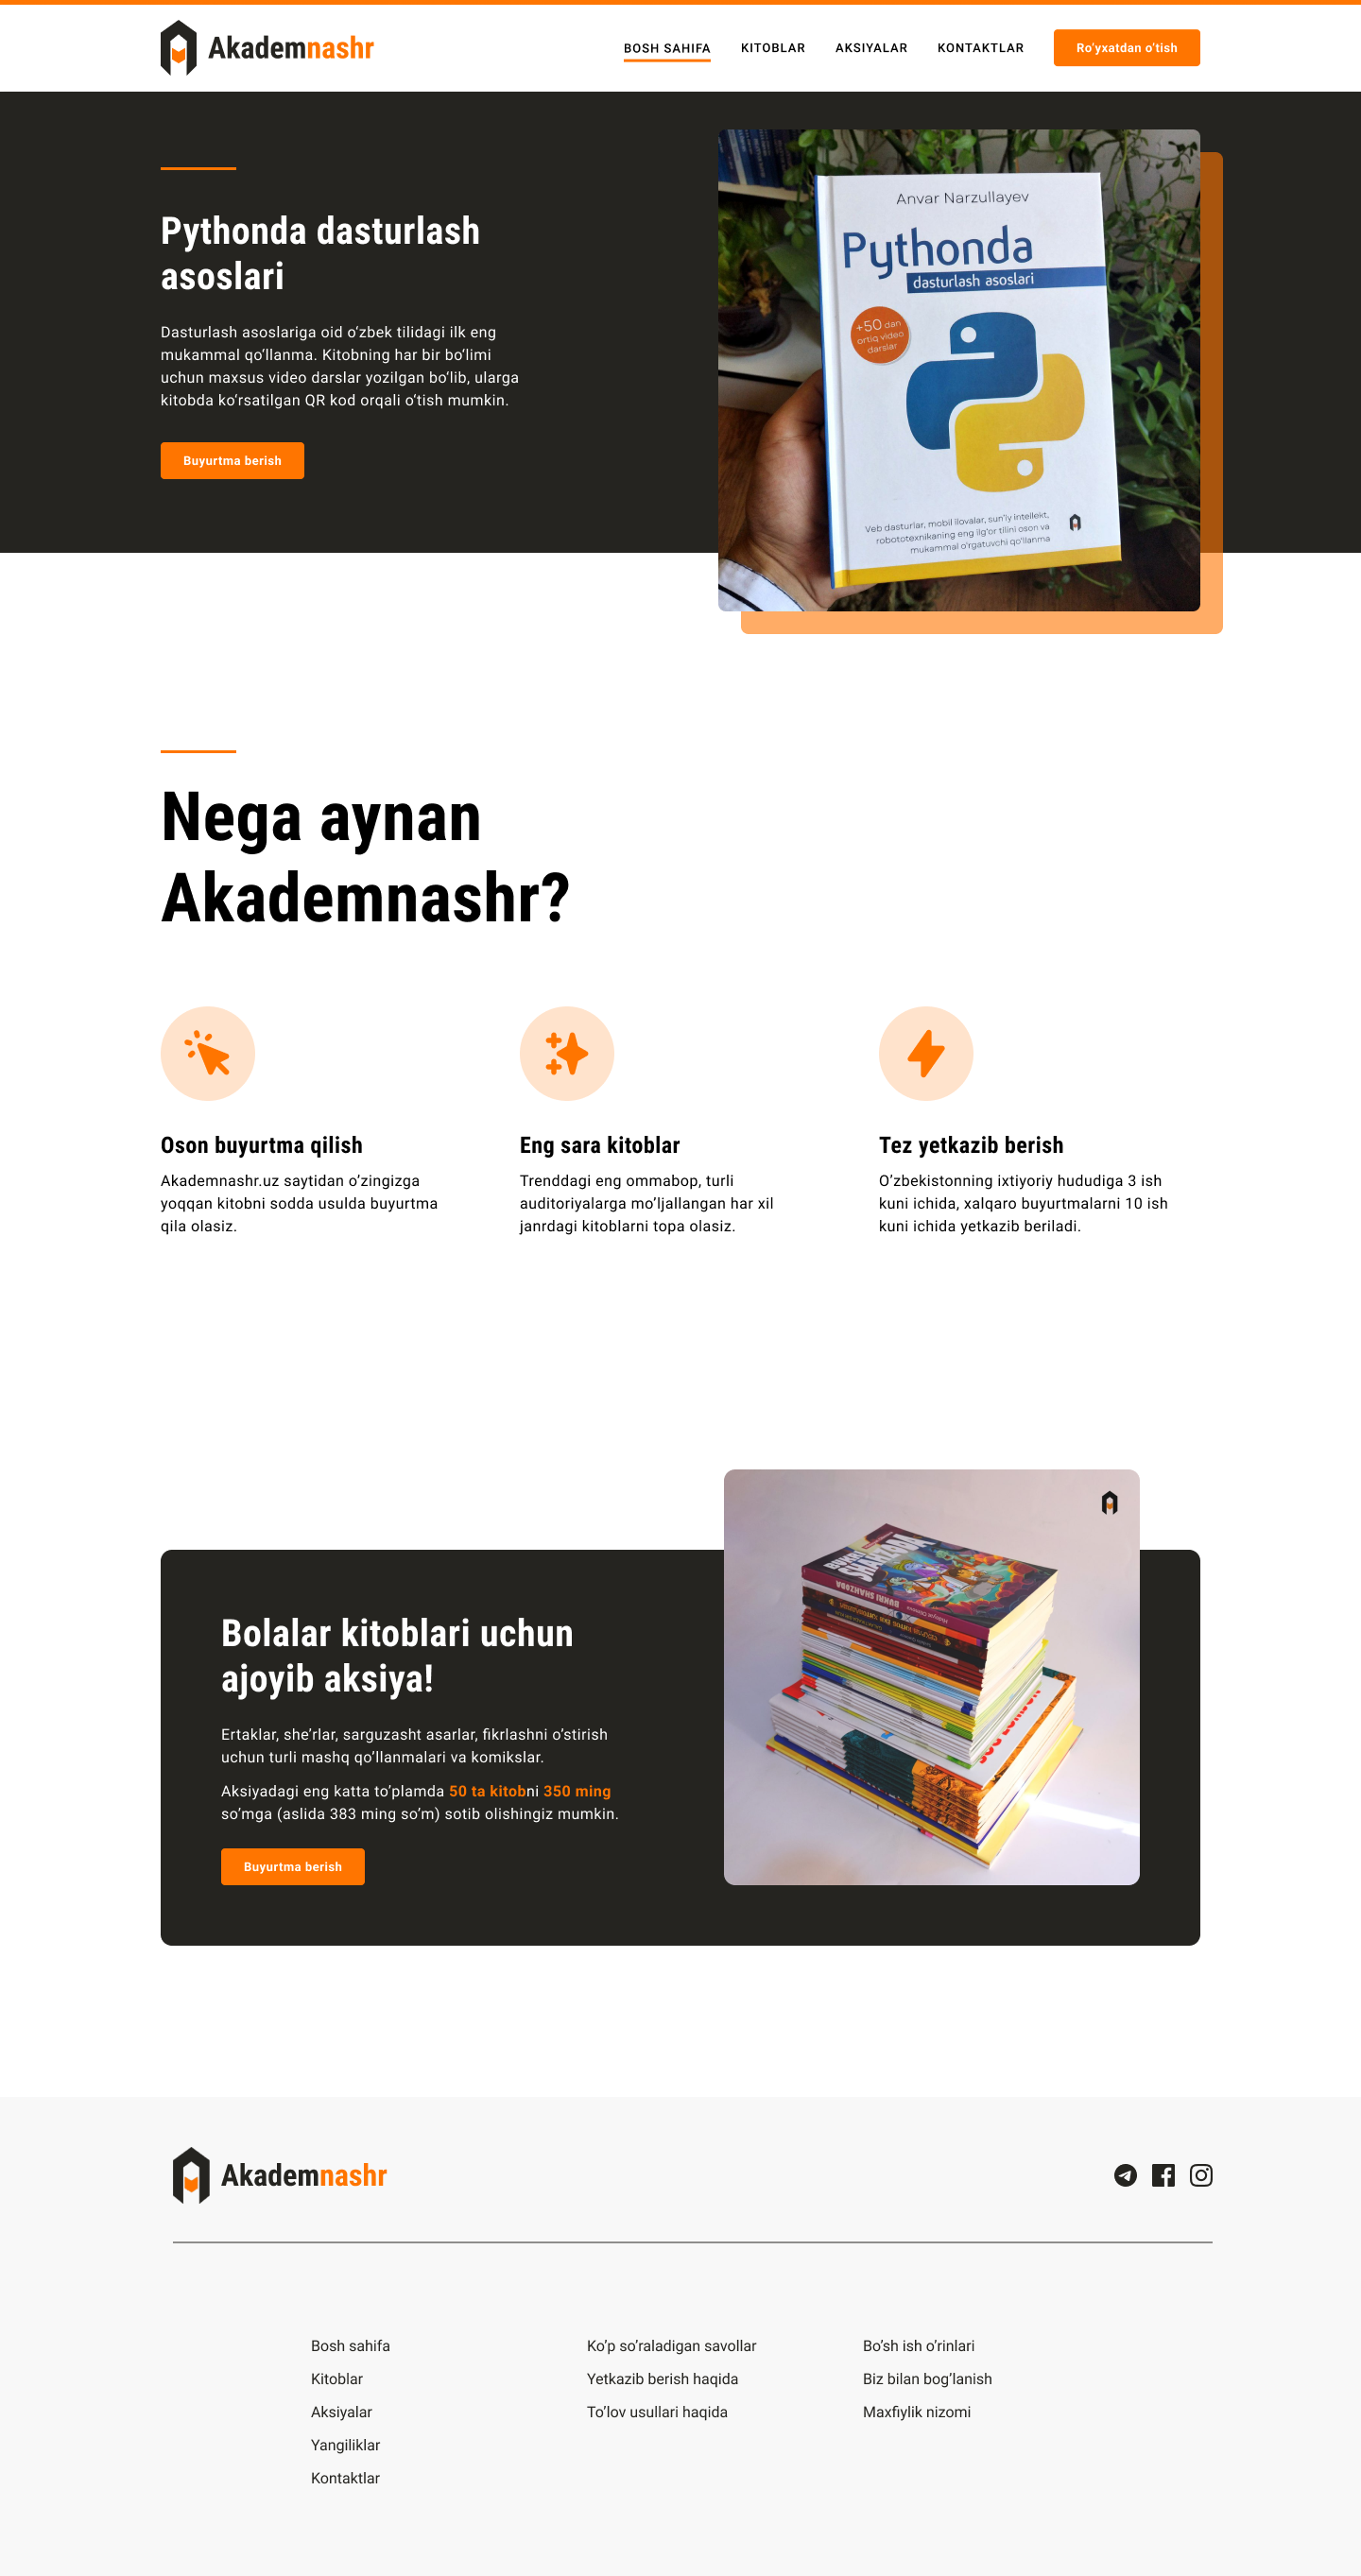 Akademnashr
BOSH SAHIFA
KITOBLAR
AKSIYALAR
KONTAKTLAR
Ro'yxatdan o'tish
Pythonda dasturlash
asoslari
Dasturlash asoslariga oid o‘zbek tilidagi ilk eng
mukammal qo‘llanma. Kitobning har bir bo‘limi
uchun maxsus video darslar yozilgan bo‘lib, ularga
kitobda ko‘rsatilgan QR kod orqali o‘tish mumkin.
Buyurtma berish
Anvar Narzullayev
Pythonda
dasturlash asoslari
+50 dan
ortiq video
darslar
Veb dasturlar, mobil ilovalar, sun'iy intellekt,
robototexnikaning eng ilg'or tilini oson va
mukammal o'rgatuvchi qo'llanma
Nega aynan
Akademnashr?
Oson buyurtma qilish
Akademnashr.uz saytidan o’zingizga
yoqqan kitobni sodda usulda buyurtma
qila olasiz.
Eng sara kitoblar
Trenddagi eng ommabop, turli
auditoriyalarga mo’ljallangan har xil
janrdagi kitoblarni topa olasiz.
Tez yetkazib berish
O’zbekistonning ixtiyoriy hududiga 3 ish
kuni ichida, xalqaro buyurtmalarni 10 ish
kuni ichida yetkazib beriladi.
Bolalar kitoblari uchun
ajoyib aksiya!
Ertaklar, she’rlar, sarguzasht asarlar, fikrlashni o’stirish
uchun turli mashq qo’llanmalari va komikslar.
Aksiyadagi eng katta to’plamda 50 ta kitobni 350 ming
so’mga (aslida 383 ming so’m) sotib olishingiz mumkin.
Buyurtma berish
BUKRI SHAHZODA
Akademnashr
Bosh sahifa
Kitoblar
Aksiyalar
Yangiliklar
Kontaktlar
Ko’p so’raladigan savollar
Yetkazib berish haqida
To’lov usullari haqida
Bo’sh ish o’rinlari
Biz bilan bog’lanish
Maxfiylik nizomi